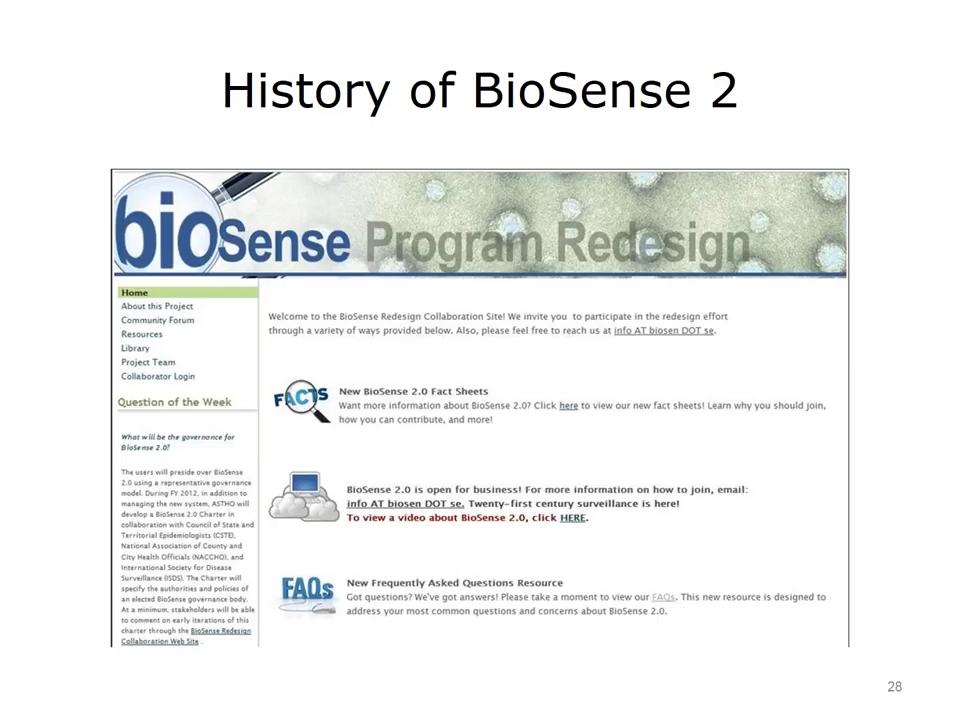 History of BioSense 2
bioSense Program Redesign
Home
About this Project
Community Forum
Resources
Library
Project Team
Collaborator Login
Question of the Week
What will be the governance for
BioSense 2.0?
The users will preside over BioSense
2.0 using a representative governance
model. During FY 2012, in addition to
managing the new system, ASTHO will
develop a BioSense 2.0 Charter in
collaboration with Council of State and
Territorial Epidemiologists (CSTE),
National Association of County and
City Health Officials (NACCHO), and
International Society for Disease
Surveillance (ISDS). The Charter will
specify the authorities and policies of
an elected BioSense governance body.
At a minimum, stakeholders will be able
to comment on early iterations of this
charter through the BioSense Redesign
Collaboration Web Site .
Welcome to the BioSense Redesign Collaboration Site! We invite you to participate in the redesign effort
through a variety of ways provided below. Also, please feel free to reach us at info AT biosen DOT se.
FACTS
New BioSense 2.0 Fact Sheets
Want more information about BioSense 2.0? Click here to view our new fact sheets! Learn why you should join,
how you can contribute, and more!
BioSense 2.0 is open for business! For more information on how to join, email:
info AT biosen DOT se. Twenty-first century surveillance is here!
To view a video about BioSense 2.0, click HERE.
FAQs
New Frequently Asked Questions Resource
Got questions? We've got answers! Please take a moment to view our FAQs. This new resource is designed to
address your most common questions and concerns about BioSense 2.0.
28